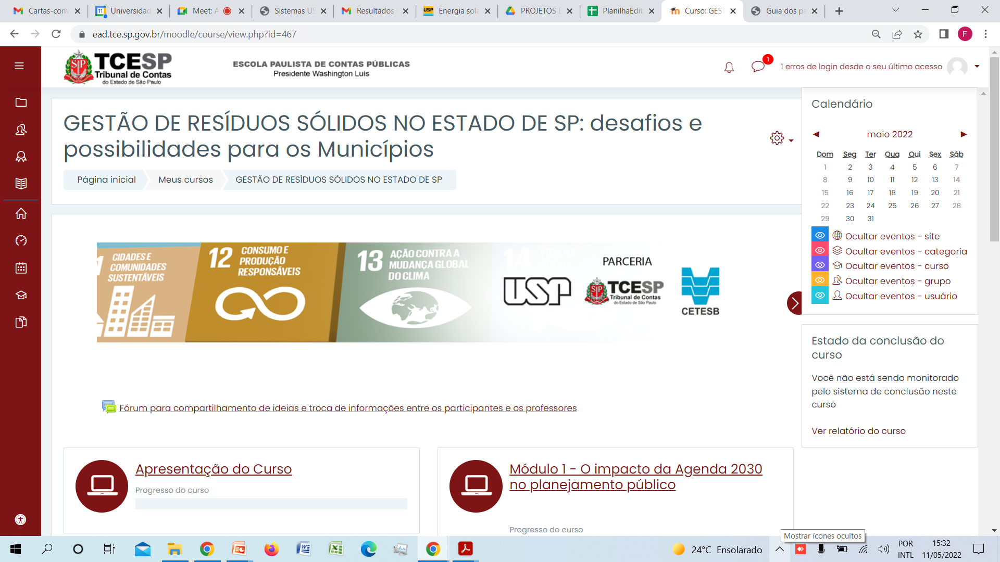 Cartas-conv
Universidad
Meet: A
Sistemas US
Resultados
Energia sola
PROJETOS E
PlanilhaEdit
Curso: GEST
Guia dos pa
ead.tce.sp.gov.br/moodle/course/view.php?id=467
F
TCESP
Tribunal de Contas
do Estado de São Paulo
ESCOLA PAULISTA DE CONTAS PÚBLICAS
Presidente Washington Luís
1
1 erros de login desde o seu último acesso
GESTÃO DE RESÍDUOS SÓLIDOS NO ESTADO DE SP: desafios e
possibilidades para os Municípios
Página inicial
Meus cursos
GESTÃO DE RESÍDUOS SÓLIDOS NO ESTADO DE SP
CIDADES E
COMUNIDADES
SUSTENTÁVEIS
12 CONSUMO E
PRODUÇÃO
RESPONSÁVEIS
13 AÇÃO CONTRA A
MUDANÇA GLOBAL
DO CLIMA
14 VIDA NA
PARCERIA
USP
TCESP
Tribunal de Contas
do Estado de São Paulo
CETESB
Fórum para compartilhamento de ideias e troca de informações entre os participantes e os professores
Apresentação do Curso
Progresso do curso
Módulo 1 - O impacto da Agenda 2030
no planejamento público
Progresso do curso
Calendário
maio 2022
Dom Seg Ter Qua Qui Sex Sáb
1 2 3 4 5 6 7
8 9 10 11 12 13 14
15 16 17 18 19 20 21
22 23 24 25 26 27 28
29 30 31
Ocultar eventos - site
Ocultar eventos - categoria
Ocultar eventos - curso
Ocultar eventos - grupo
Ocultar eventos - usuário
Estado da conclusão do
curso
Você não está sendo monitorado
pelo sistema de conclusão neste
curso
Ver relatório do curso
Mostrar ícones ocultos
24°C Ensolarado
POR
INTL
15:32
11/05/2022